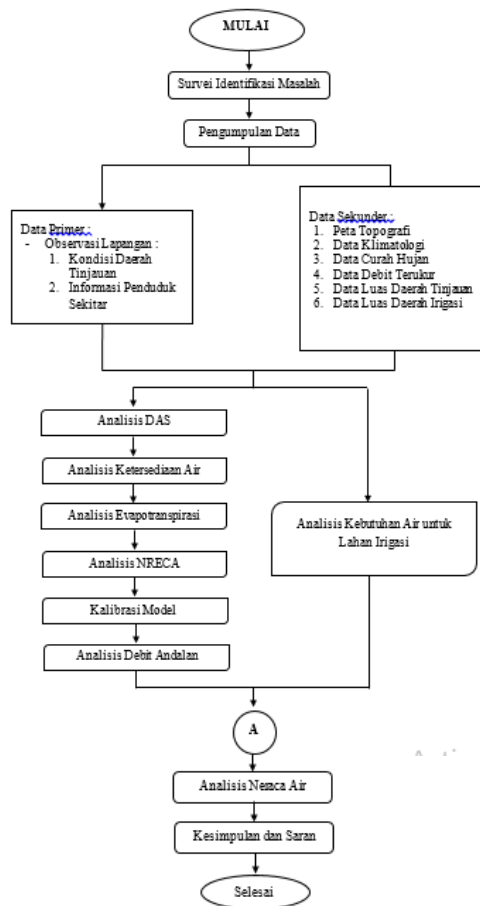 MULAI
Survei Identifikasi Masalah
Pengumpulan Data
Data Primer :
- Observasi Lapangan :
1. Kondisi Daerah
Tinjauan
2. Informasi Penduduk
Sekitar
Data Sekunder :
1. Peta Topografi
2. Data Klimatologi
3. Data Curah Hujan
4. Data Debit Terukur
5. Data Luas Daerah Tinjauan
6. Data Luas Daerah Irigasi
Analisis DAS
Analisis Ketersediaan Air
Analisis Evapotranspirasi
Analisis NRECA
Kalibrasi Model
Analisis Debit Andalan
Analisis Kebutuhan Air untuk
Lahan Irigasi
A
Analisis Neraca Air
Kesimpulan dan Saran
Selesai